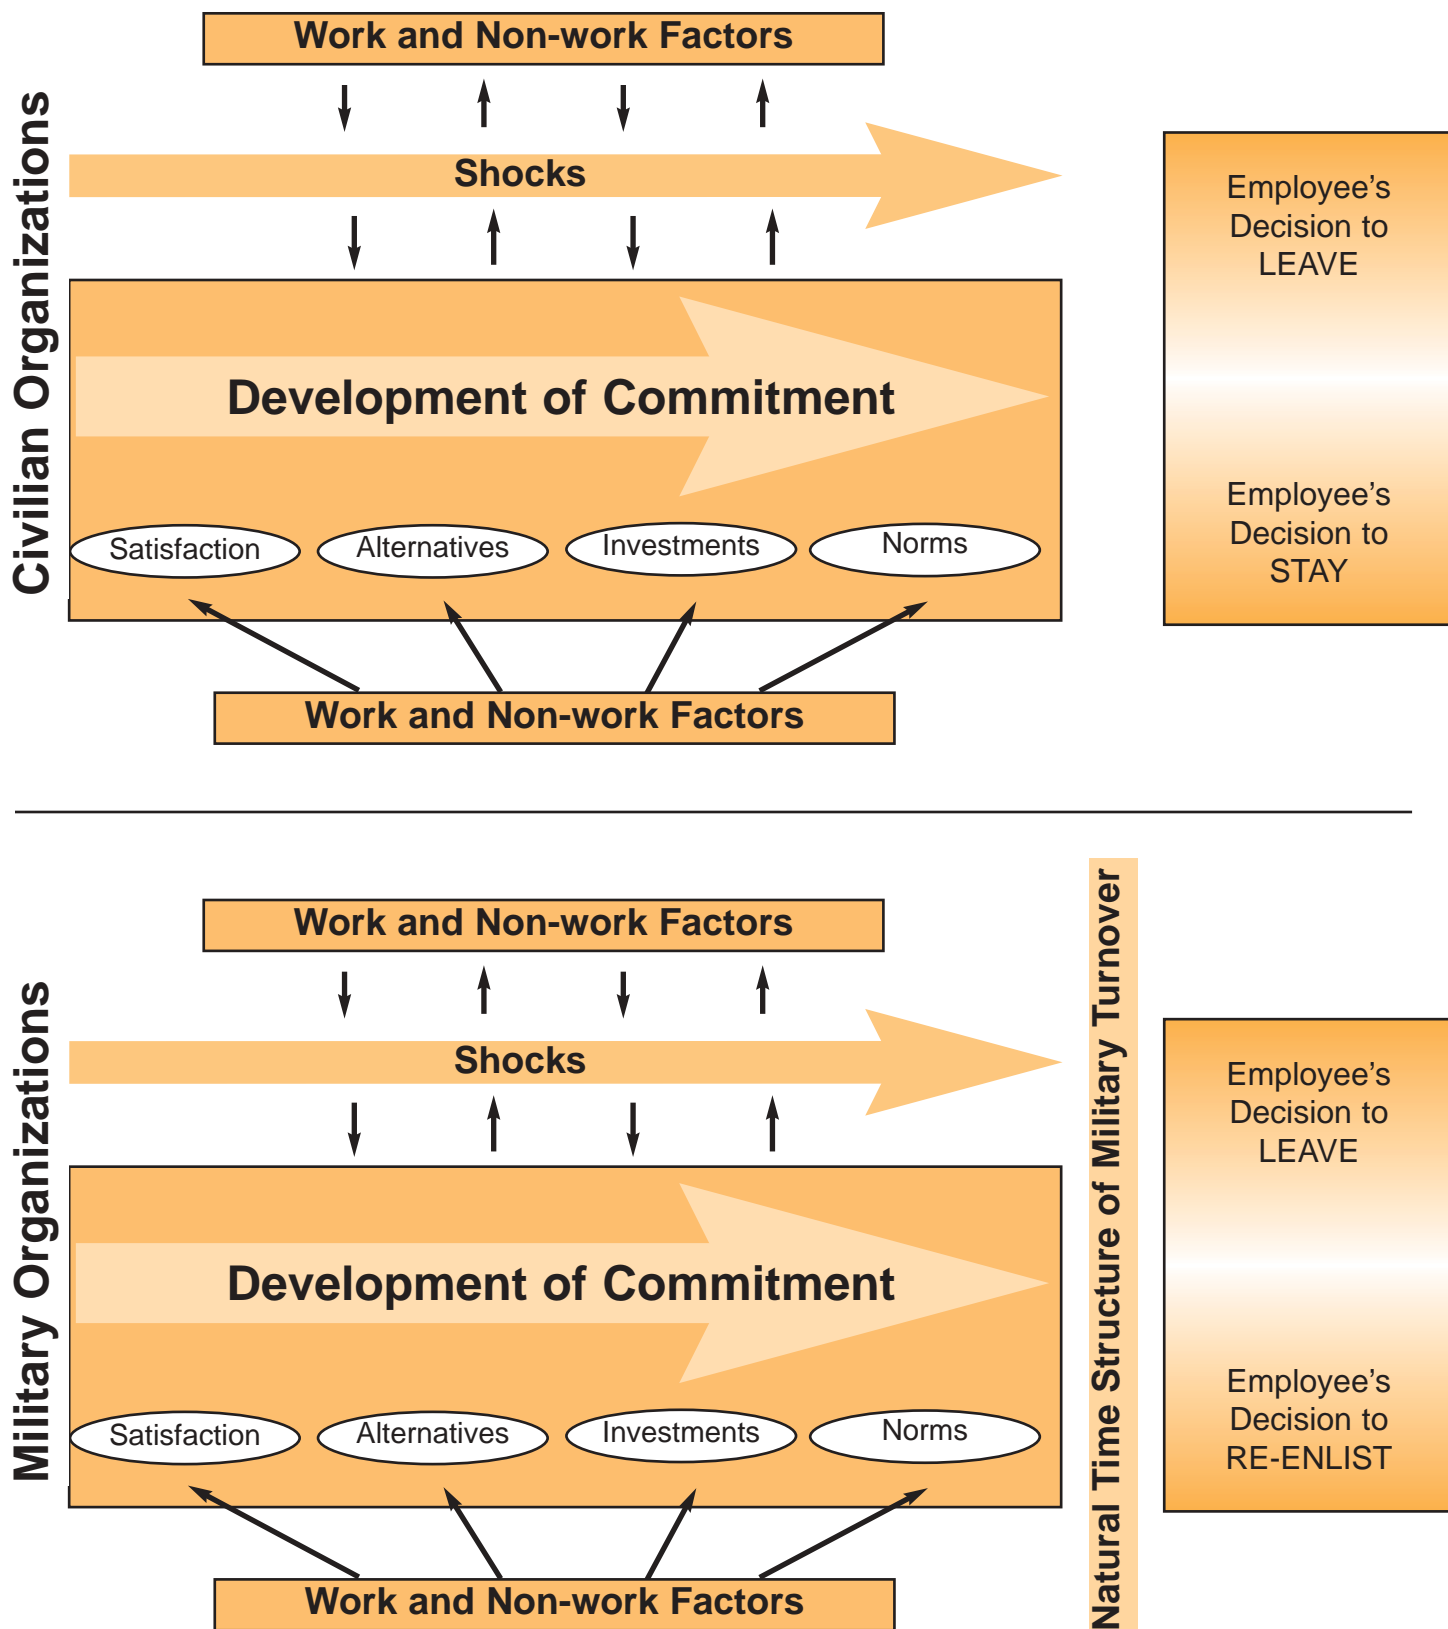 Civilian Organizations
Work and Non-work Factors
Shocks
Development of Commitment
Satisfaction
Alternatives
Investments
Norms
Work and Non-work Factors
Employee's
Decision to
LEAVE
Employee's
Decision to
STAY
Military Organizations
Work and Non-work Factors
Shocks
Development of Commitment
Satisfaction
Alternatives
Investments
Norms
Work and Non-work Factors
Natural Time Structure of Military Turnover
Employee's
Decision to
LEAVE
Employee's
Decision to
RE-ENLIST